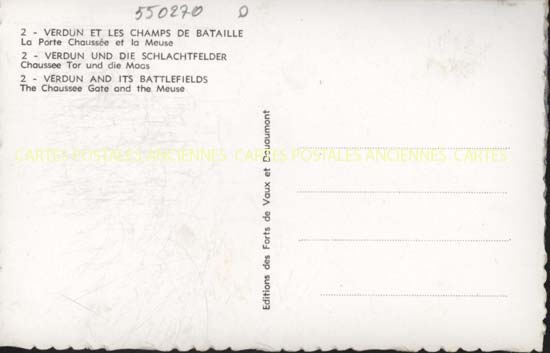 550270 D
2 - VERDUN ET LES CHAMPS DE BATAILLE
La Porte Chaussée et la Meuse
2 - VERDUN UND DIE SCHLACHTFELDER
Chaussee Tor und die Maas
2 - VERDUN AND ITS BATTLEFIELDS
The Chaussee Gate and the Meuse
CARTES POSTALES ANCIENNES CARTES POSTALES ANCIENNES CARTES
Editions des Forts de Vaux et Douaumont